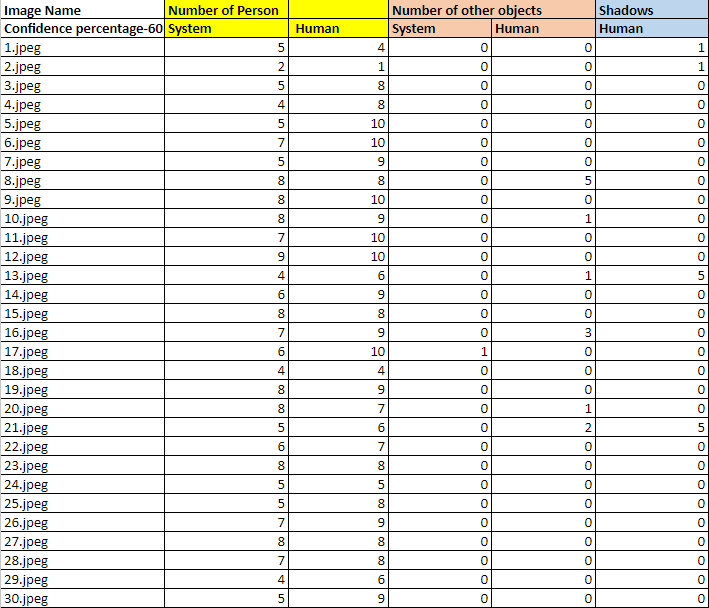 Image Name Number of Person Number of other objects Shadows
Confidence percentage-60 System Human System Human Human
1.jpeg 5 4 0 0 1
2.jpeg 2 1 0 0 1
3.jpeg 5 8 0 0 0
4.jpeg 4 8 0 0 0
5.jpeg 5 10 0 0 0
6.jpeg 7 10 0 0 0
7.jpeg 5 9 0 0 0
8.jpeg 8 8 0 5 0
9.jpeg 8 10 0 0 0
10.jpeg 8 9 0 1 0
11.jpeg 7 10 0 0 0
12.jpeg 9 10 0 0 0
13.jpeg 4 6 0 1 5
14.jpeg 6 9 0 0 0
15.jpeg 8 8 0 0 0
16.jpeg 7 9 0 3 0
17.jpeg 6 10 1 0 0
18.jpeg 4 4 0 0 0
19.jpeg 8 9 0 0 0
20.jpeg 8 7 0 1 0
21.jpeg 5 6 0 2 5
22.jpeg 6 7 0 0 0
23.jpeg 8 8 0 0 0
24.jpeg 5 5 0 0 0
25.jpeg 5 8 0 0 0
26.jpeg 7 9 0 0 0
27.jpeg 8 8 0 0 0
28.jpeg 7 8 0 0 0
29.jpeg 4 6 0 0 0
30.jpeg 5 9 0 0 0